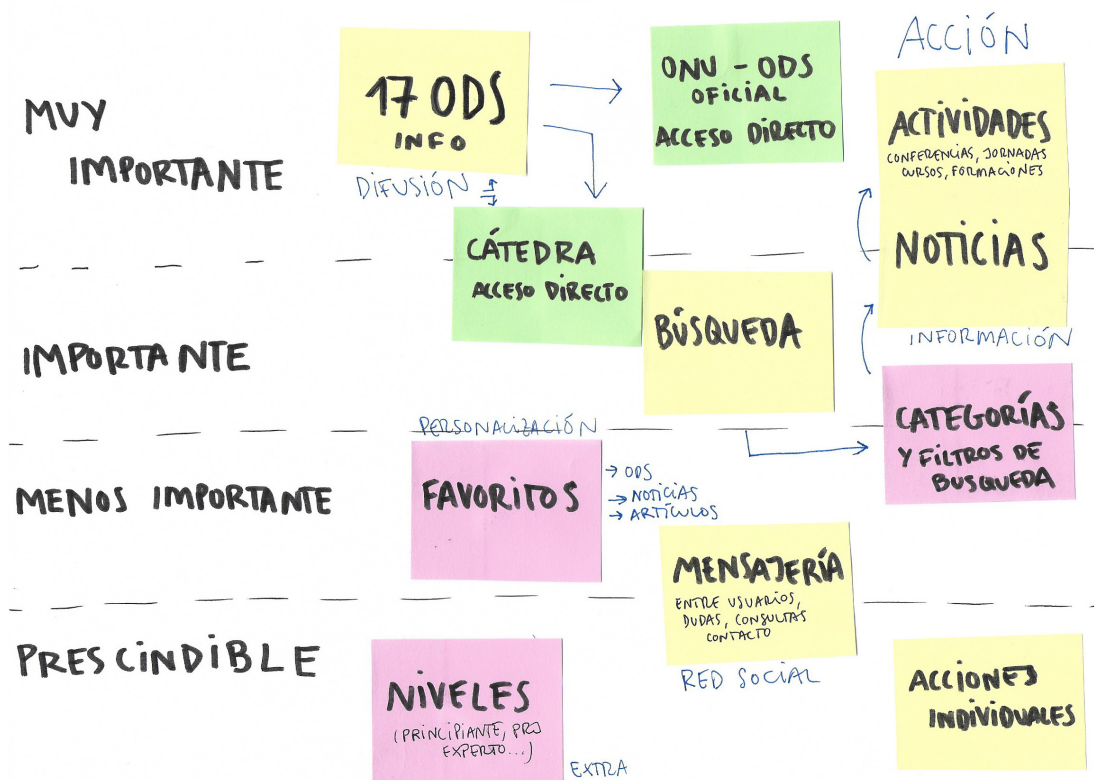 MUY
IMPORTANTE
17 ODS
INFO
DIFUSIÓN
ONU - ODS
OFICIAL
ACCESO DIRECTO
ACCIÓN
ACTIVIDADES
CONFERENCIAS, JORNADAS
CURSOS, FORMACIONES
NOTICIAS
INFORMACIÓN
CÁTEDRA
ACCESO DIRECTO
IMPORTANTE
BÚSQUEDA
CATEGORÍAS
Y FILTROS DE
BUSQUEDA
MENOS IMPORTANTE
PERSONALIZACIÓN
FAVORITOS
→ ODS
→ NOTICIAS
→ ARTÍCULOS
MENSAJERÍA
ENTRE USUARIOS,
DUDAS, CONSULTAS
CONTACTO
RED SOCIAL
PRESCINDIBLE
NIVELES
(PRINCIPIANTE, PRO
EXPERTO...)
EXTRA
ACCIONES
INDIVIDUALES